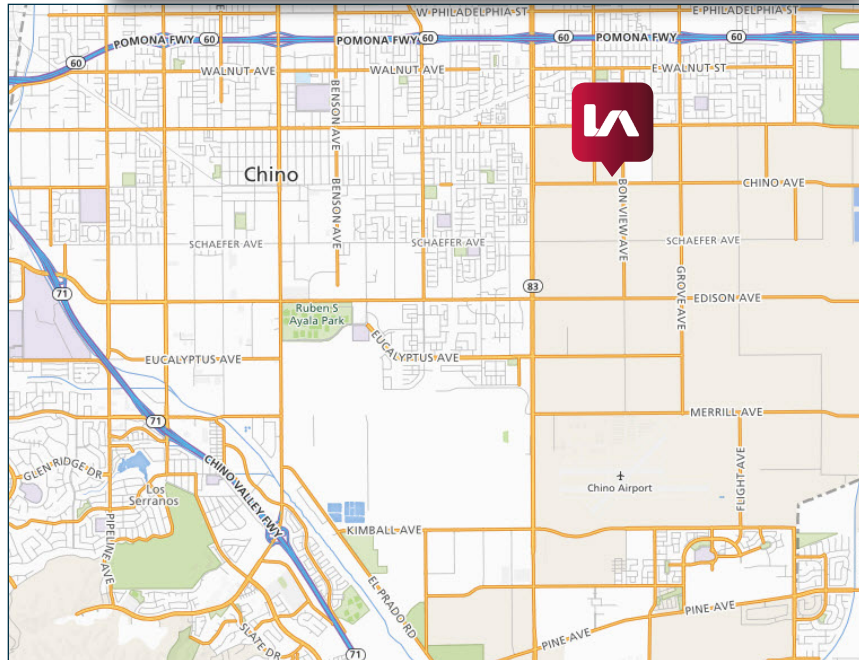 W PHILADELPHIA ST
E PHILADELPHIA ST
POMONA FWY
60
POMONA FWY
60
60
POMONA FWY
60
60
WALNUT AVE
WALNUT AVE
E WALNUT ST
BENSON AVE
Chino
BENSON AVE
CHINO AVE
BON VIEW AVE
SCHAEFER AVE
SCHAEFER AVE
SCHAEFER AVE
71
83
GROVE AVE
EDISON AVE
Ruben S
Ayala Park
EUCALYPTUS AVE
EUCALYPTUS AVE
71
MERRILL AVE
CHINO VALLEY FWY
GLEN RIDGE DR
Los
Serranos
Chino Airport
FLIGHT AVE
PIPELINE AVE
KIMBALL AVE
EL PRADO RD
SLATE DR
PINE AVE
PINE AVE
71